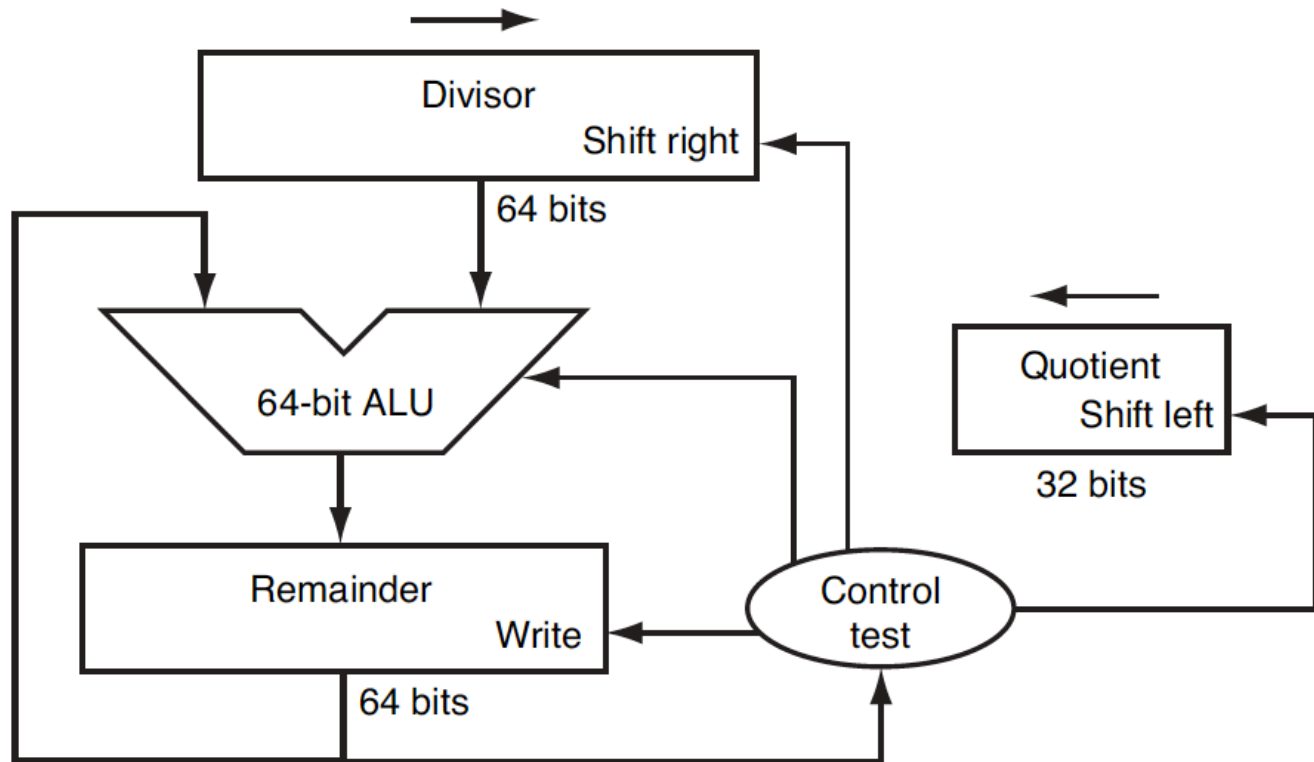 Divisor
Shift right
64 bits
Quotient
Shift left
32 bits
64-bit ALU
Remainder
Write
64 bits
Control
test